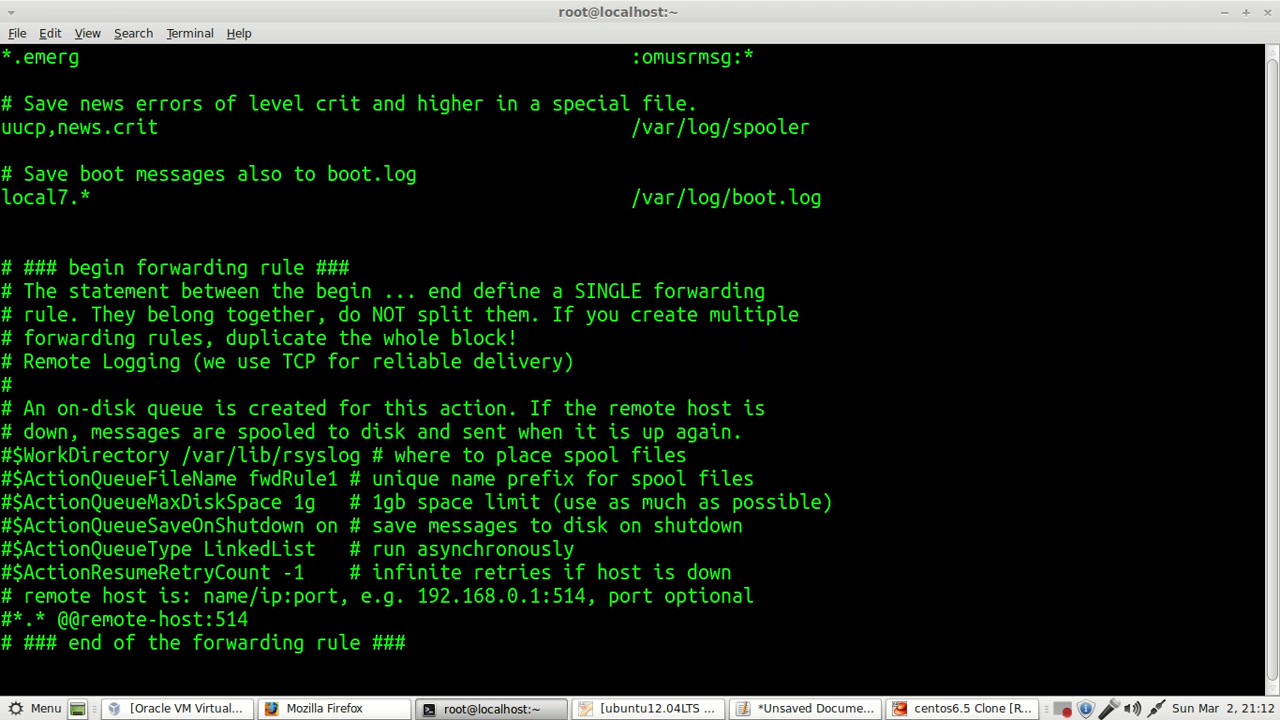 root@localhost:~
File Edit View Search Terminal Help
*.emerg                                                 :omusrmsg:*
# Save news errors of level crit and higher in a special file.
uucp,news.crit                                          /var/log/spooler
# Save boot messages also to boot.log
local7.*                                                /var/log/boot.log
# ### begin forwarding rule ###
# The statement between the begin ... end define a SINGLE forwarding
# rule. They belong together, do NOT split them. If you create multiple
# forwarding rules, duplicate the whole block!
# Remote Logging (we use TCP for reliable delivery)
#
# An on-disk queue is created for this action. If the remote host is
# down, messages are spooled to disk and sent when it is up again.
#$WorkDirectory /var/lib/rsyslog # where to place spool files
#$ActionQueueFileName fwdRule1 # unique name prefix for spool files
#$ActionQueueMaxDiskSpace 1g   # 1gb space limit (use as much as possible)
#$ActionQueueSaveOnShutdown on # save messages to disk on shutdown
#$ActionQueueType LinkedList   # run asynchronously
#$ActionResumeRetryCount -1    # infinite retries if host is down
# remote host is: name/ip:port, e.g. 192.168.0.1:514, port optional
#*.* @@remote-host:514
# ### end of the forwarding rule ###
Menu [Oracle VM Virtual... Mozilla Firefox root@localhost:~ [ubuntu12.04LTS ... *Unsaved Docume... centos6.5 Clone [R... Sun Mar 2, 21:12